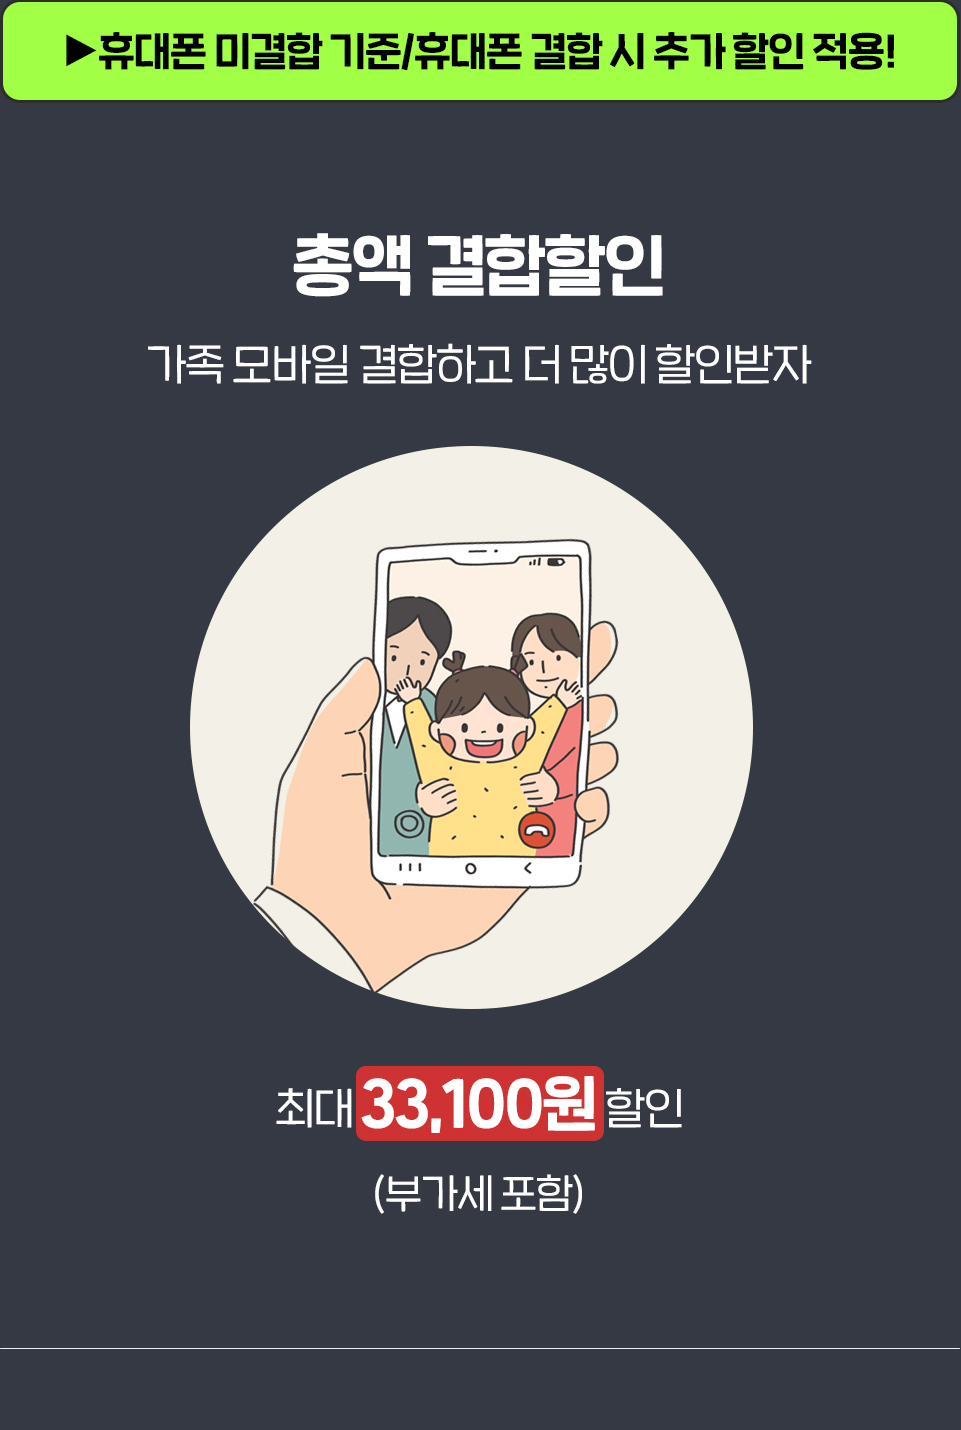 ▶휴대폰 미결합 기준/휴대폰 결합 시 추가 할인 적용!
총액 결합할인
가족 모바일 결합하고 더 많이 할인받자
최대 33,100원 할인
(부가세 포함)